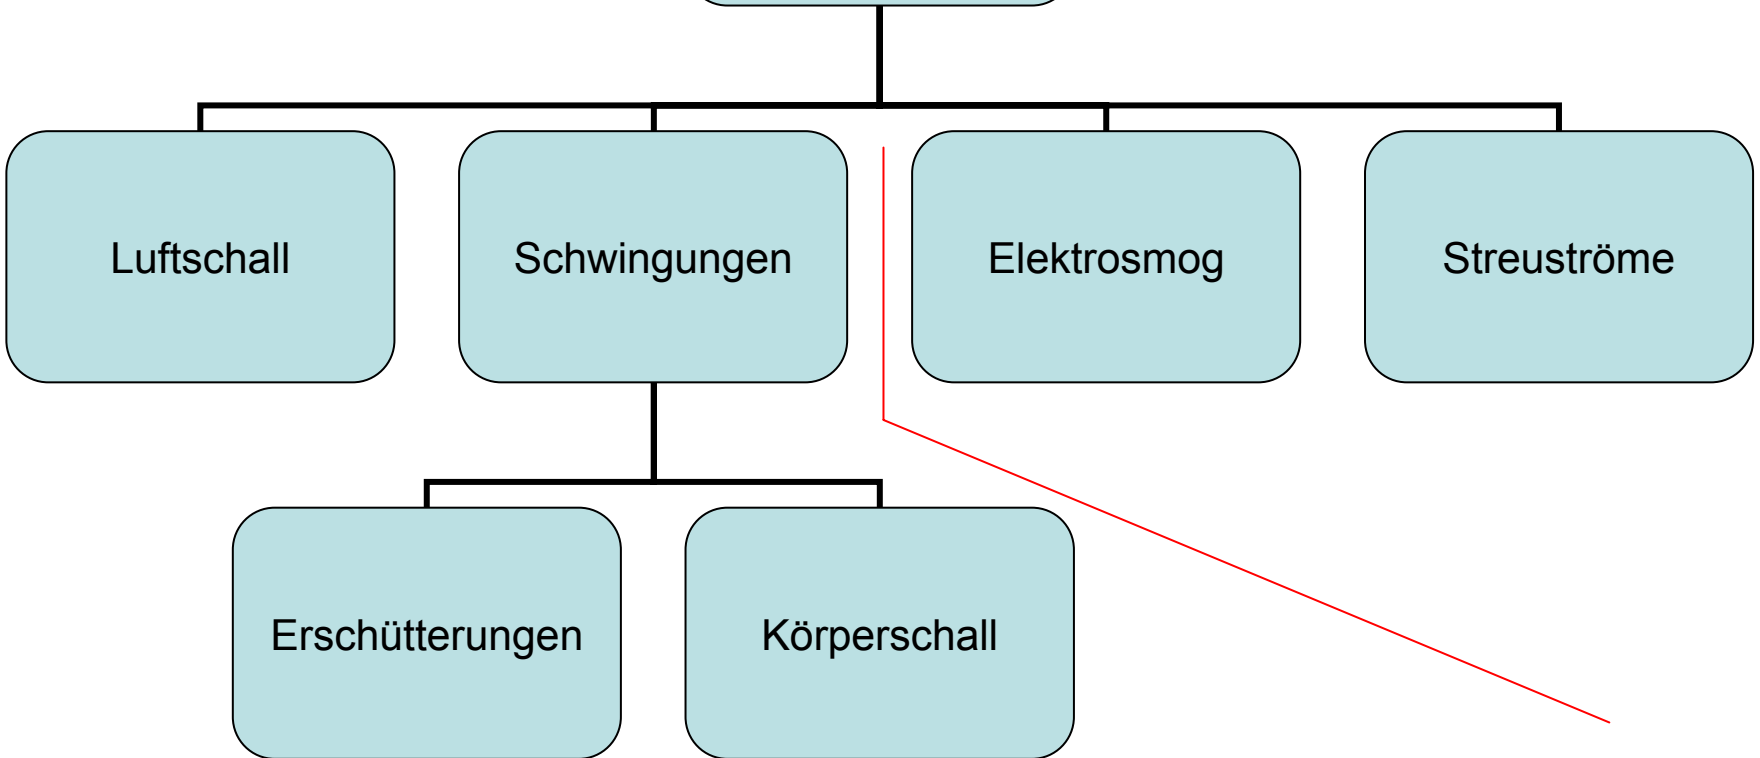 Luftschall
Schwingungen
Elektrosmog
Streuströme
Erschütterungen
Körperschall